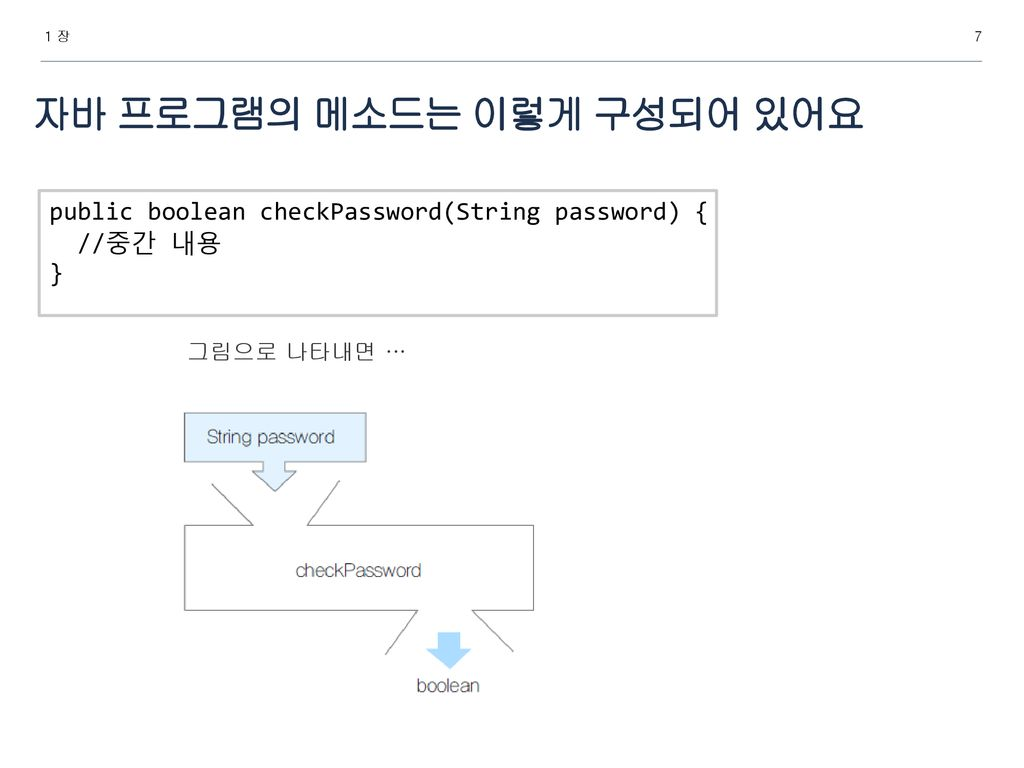 1 장
7
자바 프로그램의 메소드는 이렇게 구성되어 있어요
public boolean checkPassword(String password) {
//중간 내용
}
그림으로 나타내면 …
String password
checkPassword
boolean